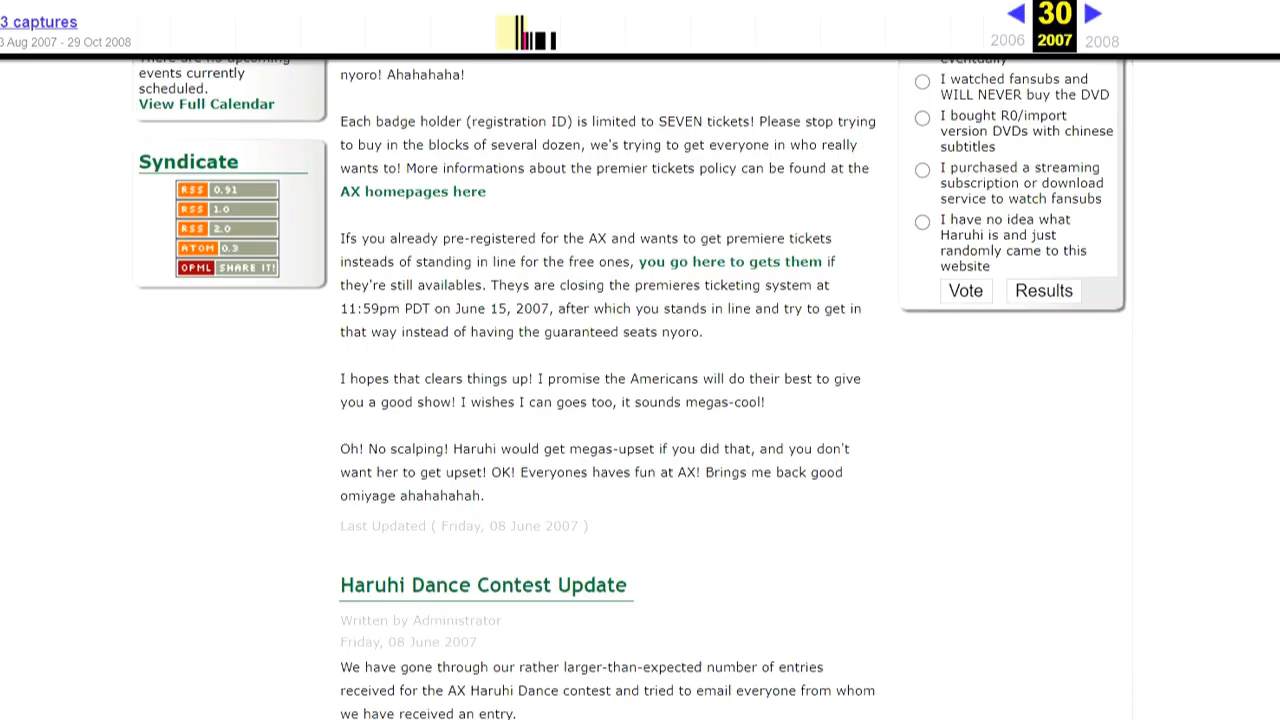 3 captures
30
3 Aug 2007 - 29 Oct 2008
2006 2007 2008
events currently
scheduled.
View Full Calendar
Syndicate
RSS 0.91
RSS 1.0
RSS 2.0
ATOM 0.3
OPML SHARE IT!
nyoro! Ahahahaha!
Each badge holder (registration ID) is limited to SEVEN tickets! Please stop trying
to buy in the blocks of several dozen, we's trying to get everyone in who really
wants to! More informations about the premier tickets policy can be found at the
AX homepages here
Ifs you already pre-registered for the AX and wants to get premiere tickets
insteads of standing in line for the free ones, you go here to gets them if
they're still availables. Theys are closing the premieres ticketing system at
11:59pm PDT on June 15, 2007, after which you stands in line and try to get in
that way instead of having the guaranteed seats nyoro.
I hopes that clears things up! I promise the Americans will do their best to give
you a good show! I wishes I can goes too, it sounds megas-cool!
Oh! No scalping! Haruhi would get megas-upset if you did that, and you don't
want her to get upset! OK! Everyones haves fun at AX! Brings me back good
omiyage ahahahahah.
Last Updated ( Friday, 08 June 2007 )
Haruhi Dance Contest Update
Written by Administrator
Friday, 08 June 2007
We have gone through our rather larger-than-expected number of entries
received for the AX Haruhi Dance contest and tried to email everyone from whom
we have received an entry.
eventually
I watched fansubs and
WILL NEVER buy the DVD
I bought R0/import
version DVDs with chinese
subtitles
I purchased a streaming
subscription or download
service to watch fansubs
I have no idea what
Haruhi is and just
randomly came to this
website
Vote Results